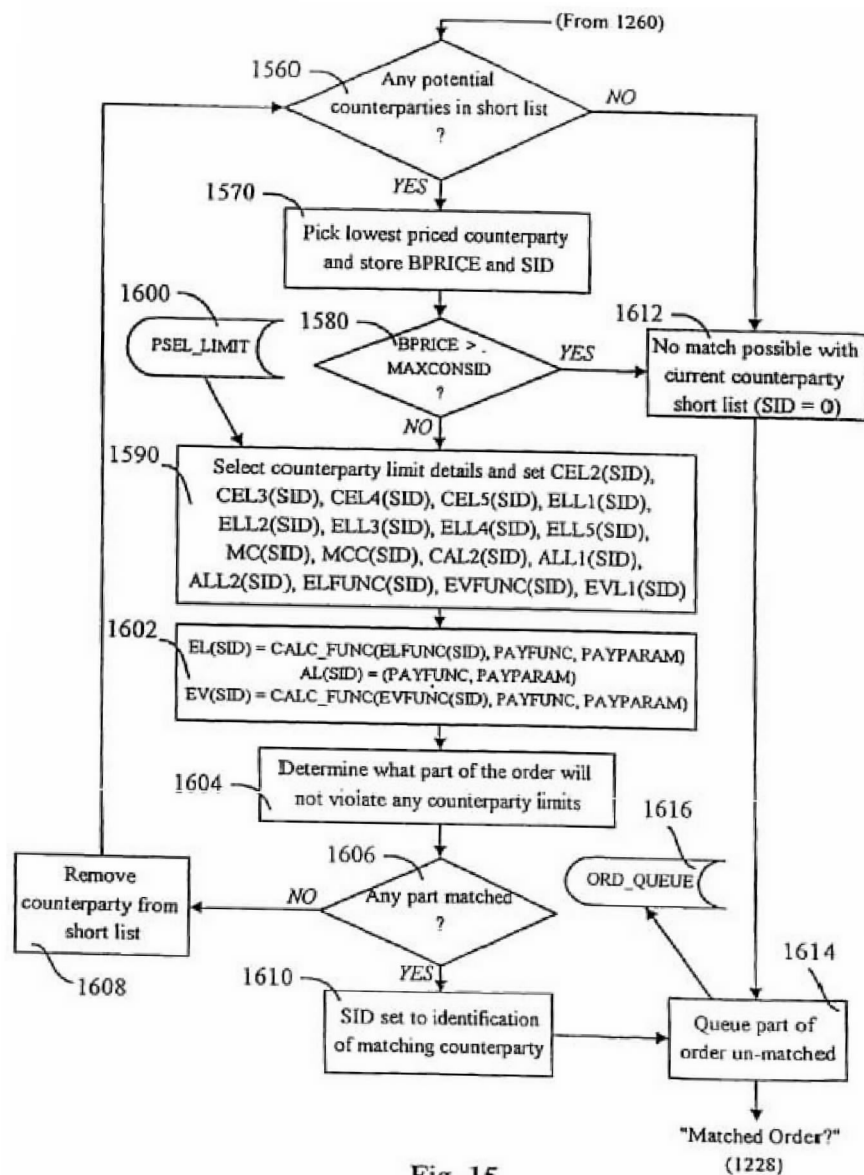 (From 1260)
1560
Any potential
counterparties in short list
?
NO
YES
1570
Pick lowest priced counterparty
and store BPRICE and SID
1600
PSEL_LIMIT
1580
BPRICE >
MAXCONSID
?
YES
NO
1612
No match possible with
current counterparty
short list (SID = 0)
1590
Select counterparty limit details and set CEL2(SID),
CEL3(SID), CEL4(SID), CEL5(SID), ELL1(SID),
ELL2(SID), ELL3(SID), ELL4(SID), ELL5(SID),
MC(SID), MCC(SID), CAL2(SID), ALL1(SID),
ALL2(SID), ELFUNC(SID), EVFUNC(SID), EVL1(SID)
1602
EL(SID) = CALC_FUNC(ELFUNC(SID), PAYFUNC, PAYPARAM)
AL(SID) = (PAYFUNC, PAYPARAM)
EV(SID) = CALC_FUNC(EVFUNC(SID), PAYFUNC, PAYPARAM)
1604
Determine what part of the order will
not violate any counterparty limits
1606
Any part matched
?
NO
YES
Remove
counterparty from
short list
1608
1616
ORD_QUEUE
1610
SID set to identification
of matching counterparty
1614
Queue part of
order un-matched
"Matched Order?"
(1228)
Fig. 15